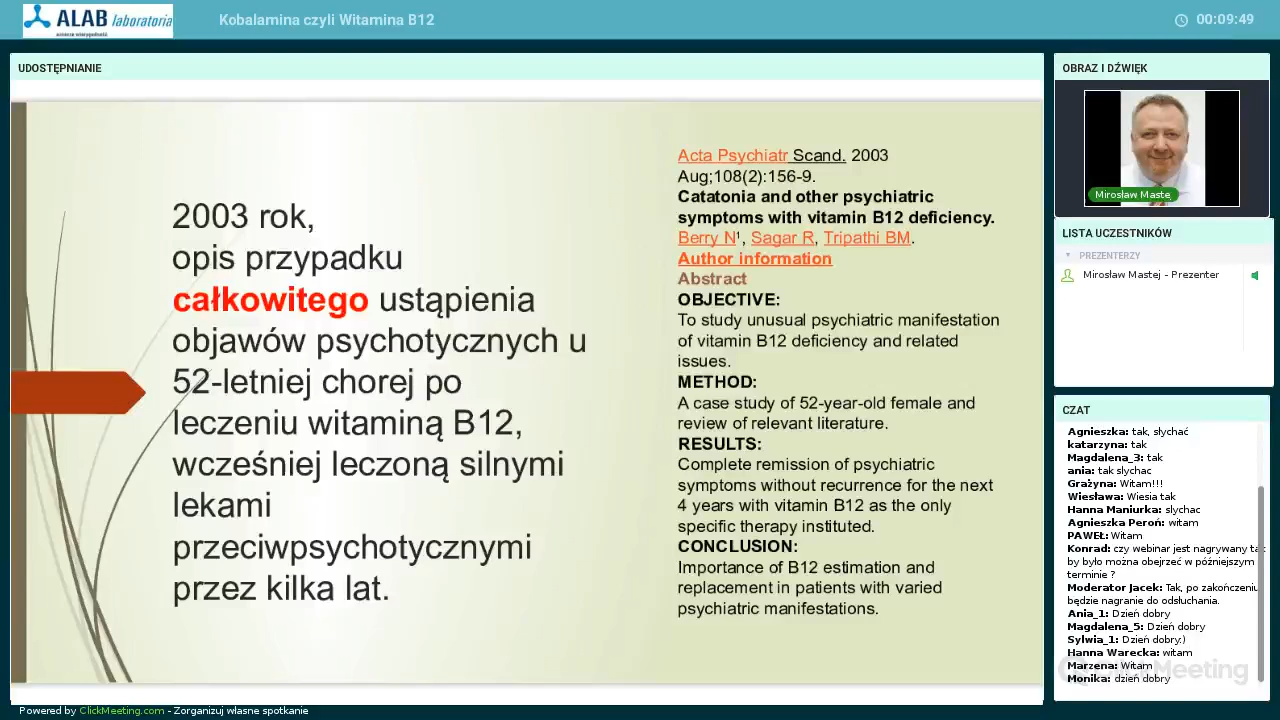 ALAB laboratoria
Kobalamina czyli Witamina B12
00:09:49
UDOSTĘPNIANIE
2003 rok,
opis przypadku
całkowitego ustąpienia
objawów psychotycznych u
52-letniej chorej po
leczeniu witaminą B12,
wcześniej leczoną silnymi
lekami
przeciwpsychotycznymi
przez kilka lat.
Acta Psychiatr Scand. 2003
Aug;108(2):156-9.
Catatonia and other psychiatric
symptoms with vitamin B12 deficiency.
Berry N¹, Sagar R, Tripathi BM.
Author information
Abstract
OBJECTIVE:
To study unusual psychiatric manifestation
of vitamin B12 deficiency and related
issues.
METHOD:
A case study of 52-year-old female and
review of relevant literature.
RESULTS:
Complete remission of psychiatric
symptoms without recurrence for the next
4 years with vitamin B12 as the only
specific therapy instituted.
CONCLUSION:
Importance of B12 estimation and
replacement in patients with varied
psychiatric manifestations.
OBRAZ I DŹWIĘK
Mirosław Maste
LISTA UCZESTNIKÓW
PREZENTERZY
Mirosław Mastej - Prezenter
CZAT
Agnieszka: tak, słychać
katarzyna: tak
Magdalena_3: tak
ania: tak slychac
Grażyna: Witam!!!
Wiesława: Wiesia tak
Hanna Maniurka: slychac
Agnieszka Peroń: witam
PAWEŁ: Witam
Konrad: czy webinar jest nagrywany tak
by było można obejrzeć w późniejszym
terminie ?
Moderator Jacek: Tak, po zakończeniu
będzie nagranie do odsłuchania.
Ania_1: Dzień dobry
Magdalena_5: Dzień dobry
Sylwia_1: Dzień dobry:)
Hanna Warecka: witam
Marzena: Witam
Monika: dzień dobry
Powered by ClickMeeting.com - Zorganizuj własne spotkanie